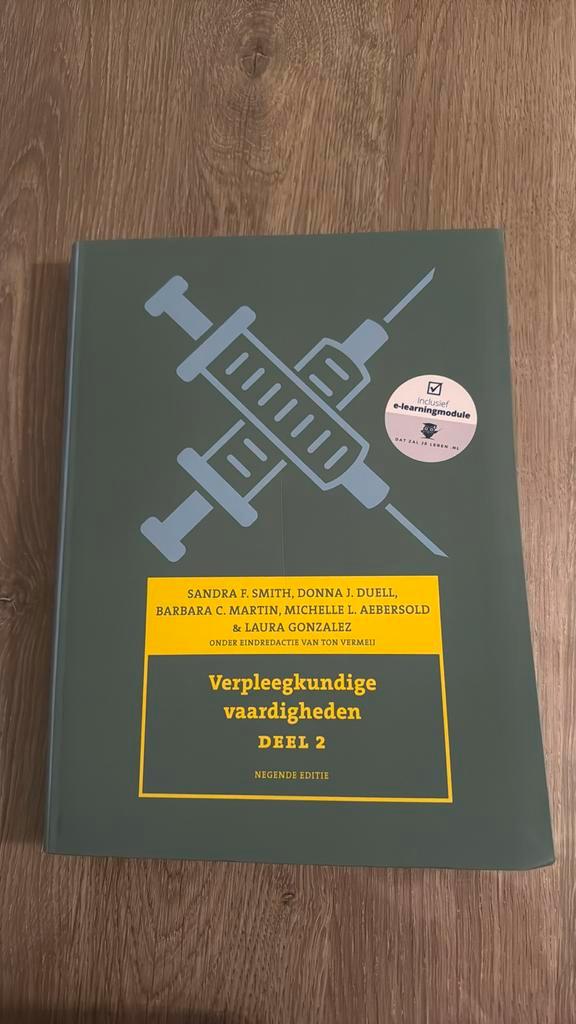 Inclusief
e-learningmodule
DAT ZAL JE LEREN .NL
SANDRA F. SMITH, DONNA J. DUELL,
BARBARA C. MARTIN, MICHELLE L. AEBERSOLD
& LAURA GONZALEZ
ONDER EINDREDACTIE VAN TON VERMEIJ
Verpleegkundige
vaardigheden
DEEL 2
NEGENDE EDITIE